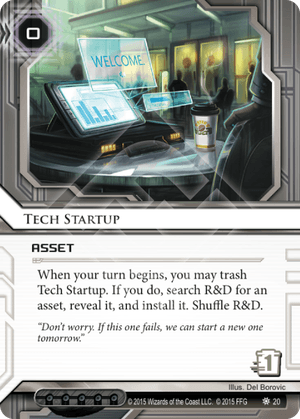 0
WELCOME
TECH STARTUP
ASSET
When your turn begins, you may trash
Tech Startup. If you do, search R&D for an
asset, reveal it, and install it. Shuffle R&D.
"Don't worry. If this one fails, we can start a new one
tomorrow."
1
Illus. Del Borovic
© 2015 Wizards of the Coast LLC. © 2015 FFG 20